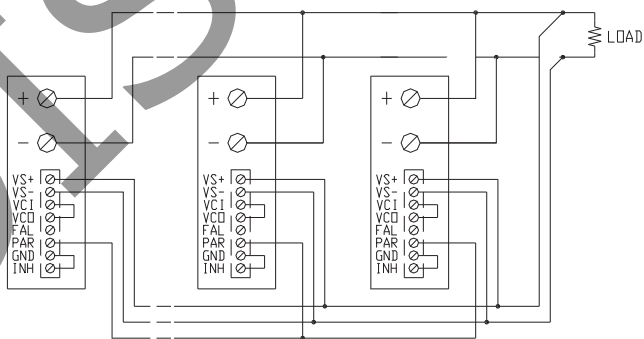 LOAD
+ + +
− − −
VS+ VS+ VS+
VS- VS- VS-
VCI VCI VCI
VCO VCO VCO
FAL FAL FAL
PAR PAR PAR
GND GND GND
INH INH INH